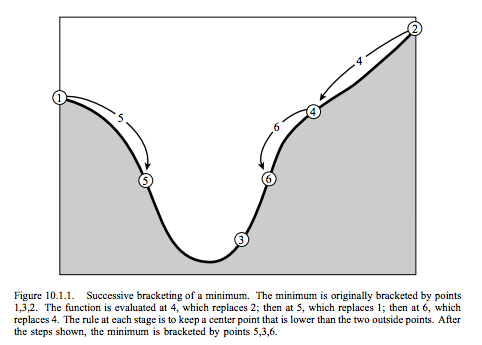 2
4
1
5
4
6
5
6
3
Figure 10.1.1. Successive bracketing of a minimum. The minimum is originally bracketed by points
1,3,2. The function is evaluated at 4, which replaces 2; then at 5, which replaces 1; then at 6, which
replaces 4. The rule at each stage is to keep a center point that is lower than the two outside points. After
the steps shown, the minimum is bracketed by points 5,3,6.